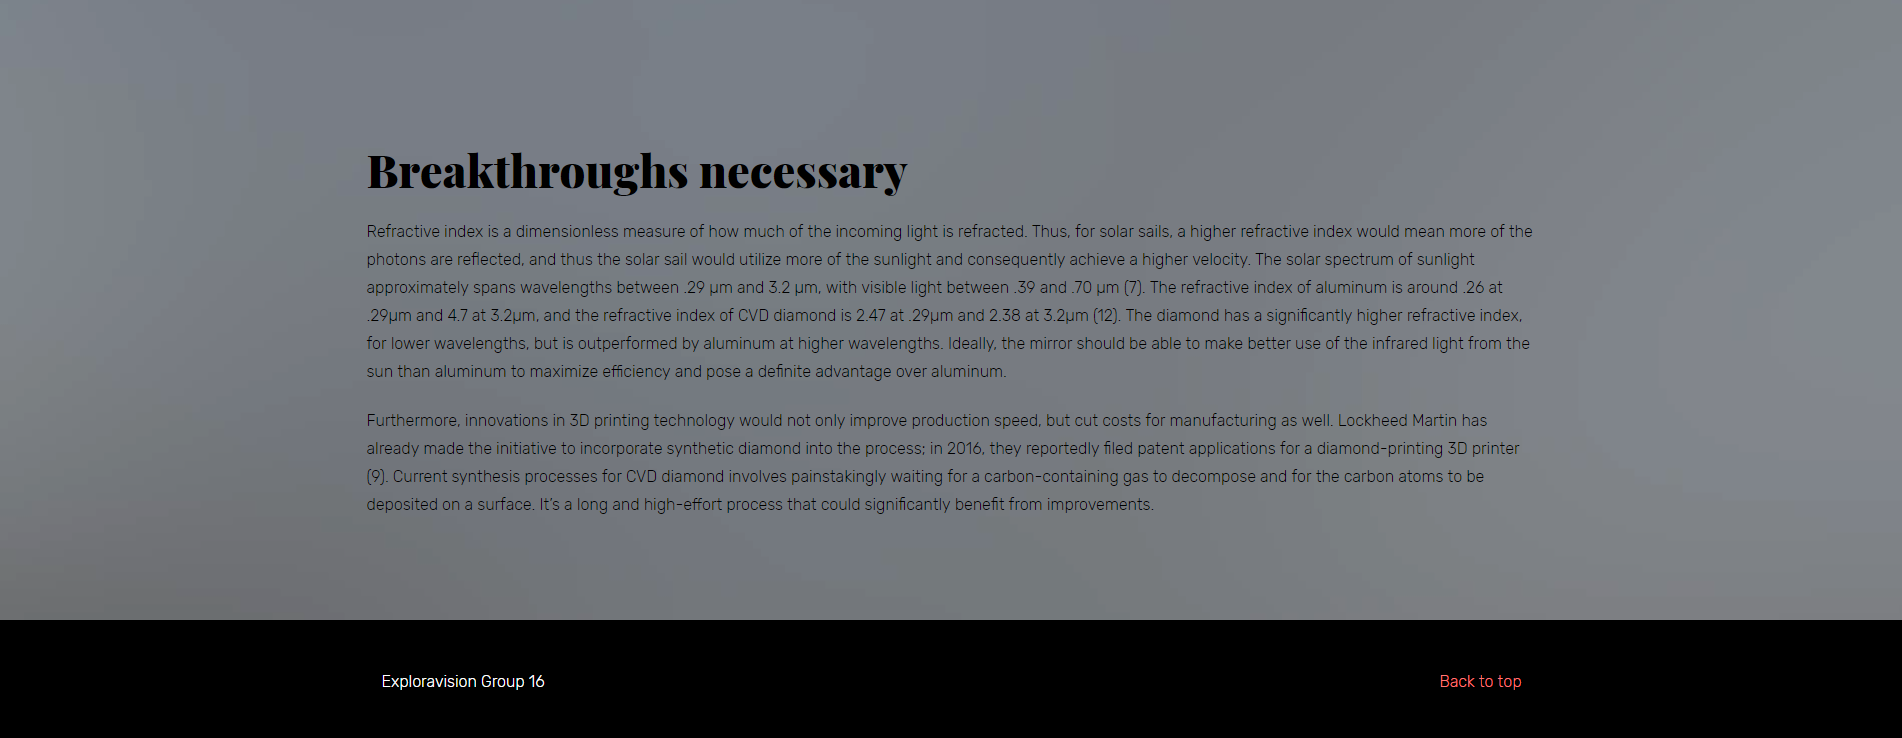 Breakthroughs necessary
Refractive index is a dimensionless measure of how much of the incoming light is refracted. Thus, for solar sails, a higher refractive index would mean more of the
photons are reflected, and thus the solar sail would utilize more of the sunlight and consequently achieve a higher velocity. The solar spectrum of sunlight
approximately spans wavelengths between .29 µm and 3.2 µm, with visible light between .39 and .70 µm (7). The refractive index of aluminum is around .26 at
.29µm and 4.7 at 3.2µm, and the refractive index of CVD diamond is 2.47 at .29µm and 2.38 at 3.2µm (12). The diamond has a significantly higher refractive index,
for lower wavelengths, but is outperformed by aluminum at higher wavelengths. Ideally, the mirror should be able to make better use of the infrared light from the
sun than aluminum to maximize efficiency and pose a definite advantage over aluminum.
Furthermore, innovations in 3D printing technology would not only improve production speed, but cut costs for manufacturing as well. Lockheed Martin has
already made the initiative to incorporate synthetic diamond into the process; in 2016, they reportedly filed patent applications for a diamond-printing 3D printer
(9). Current synthesis processes for CVD diamond involves painstakingly waiting for a carbon-containing gas to decompose and for the carbon atoms to be
deposited on a surface. It's a long and high-effort process that could significantly benefit from improvements.
Exploravision Group 16
Back to top